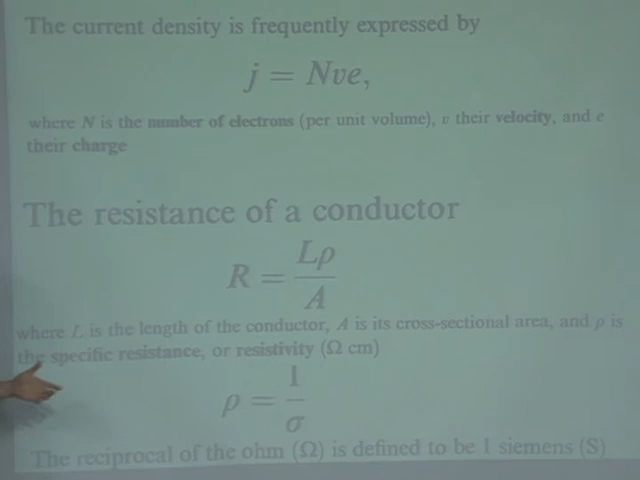 The current density is frequently expressed by
j = Nve,
where N is the number of electrons (per unit volume), v their velocity, and e
their charge
The resistance of a conductor
R = Lρ/A
where L is the length of the conductor, A is its cross-sectional area, and ρ is
the specific resistance, or resistivity (Ω cm)
ρ = 1/σ
The reciprocal of the ohm (Ω) is defined to be 1 siemens (S)